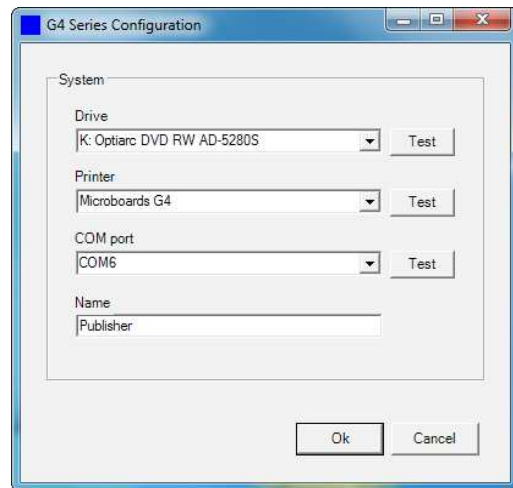 G4 Series Configuration
System
Drive
K: Optiarc DVD RW AD-5280S
Test
Printer
Microboards G4
Test
COM port
COM6
Test
Name
Publisher
Ok
Cancel